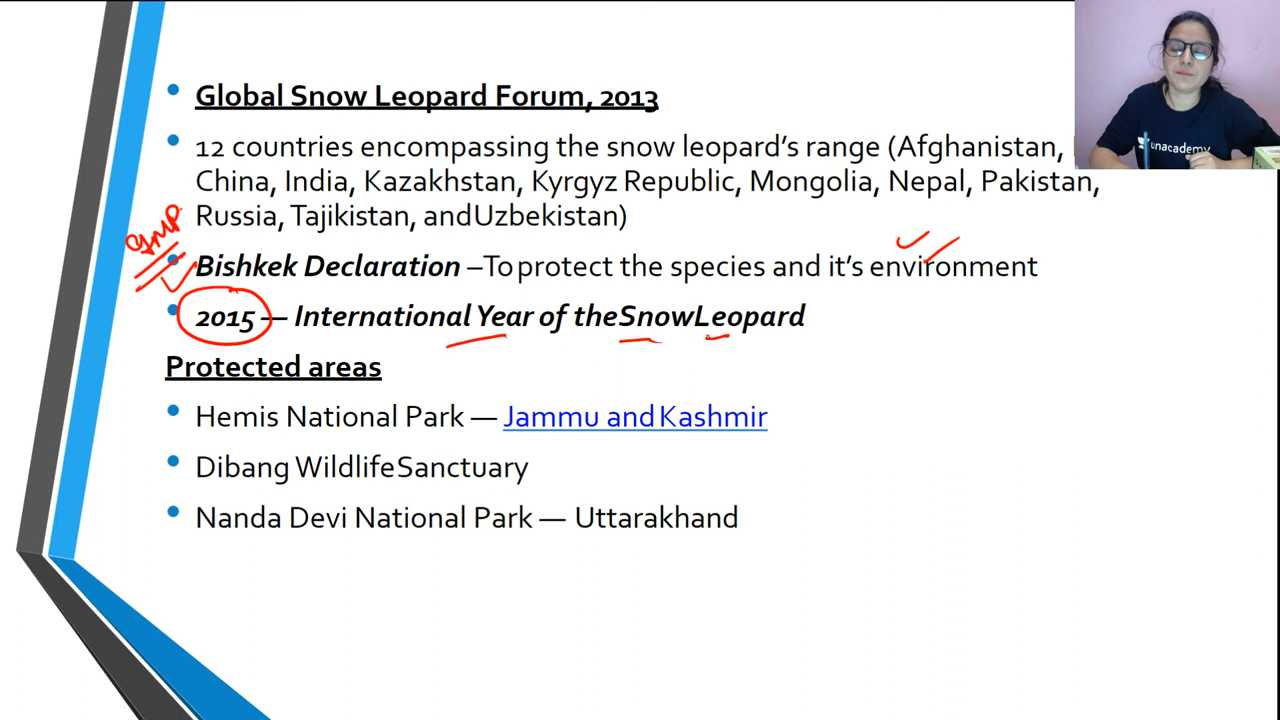 Global Snow Leopard Forum, 2013
12 countries encompassing the snow leopard's range (Afghanistan,
China, India, Kazakhstan, Kyrgyz Republic, Mongolia, Nepal, Pakistan,
Russia, Tajikistan, and Uzbekistan)
Imp
Bishkek Declaration – To protect the species and it's environment
2015 — International Year of the Snow Leopard
Protected areas
Hemis National Park — Jammu and Kashmir
Dibang Wildlife Sanctuary
Nanda Devi National Park — Uttarakhand
unacademy